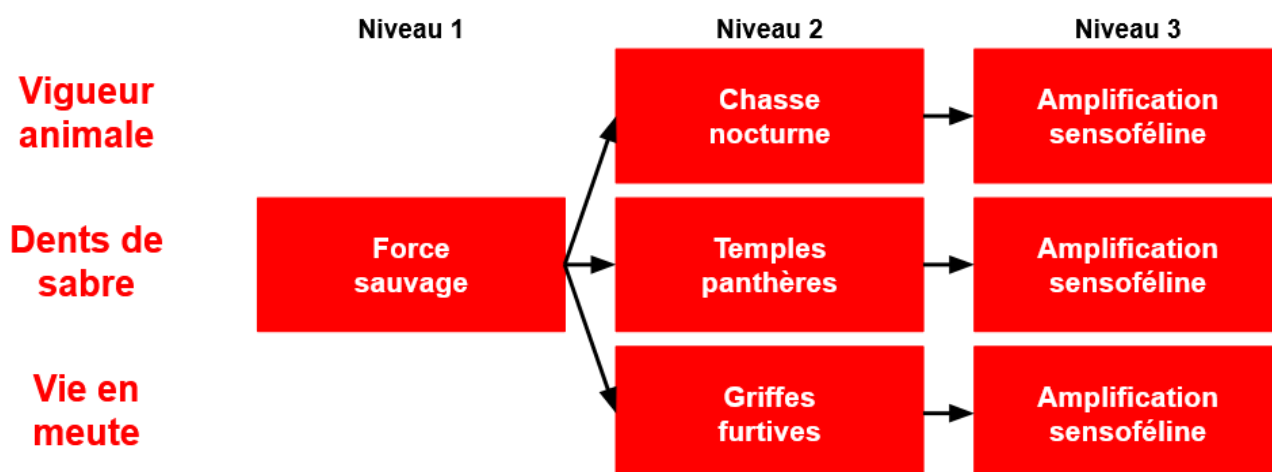 Niveau 1
Niveau 2
Niveau 3
Vigueur
animale
Chasse
nocturne
Amplification
sensoféline
Dents de
sabre
Force
sauvage
Temples
panthères
Amplification
sensoféline
Vie en
meute
Griffes
furtives
Amplification
sensoféline